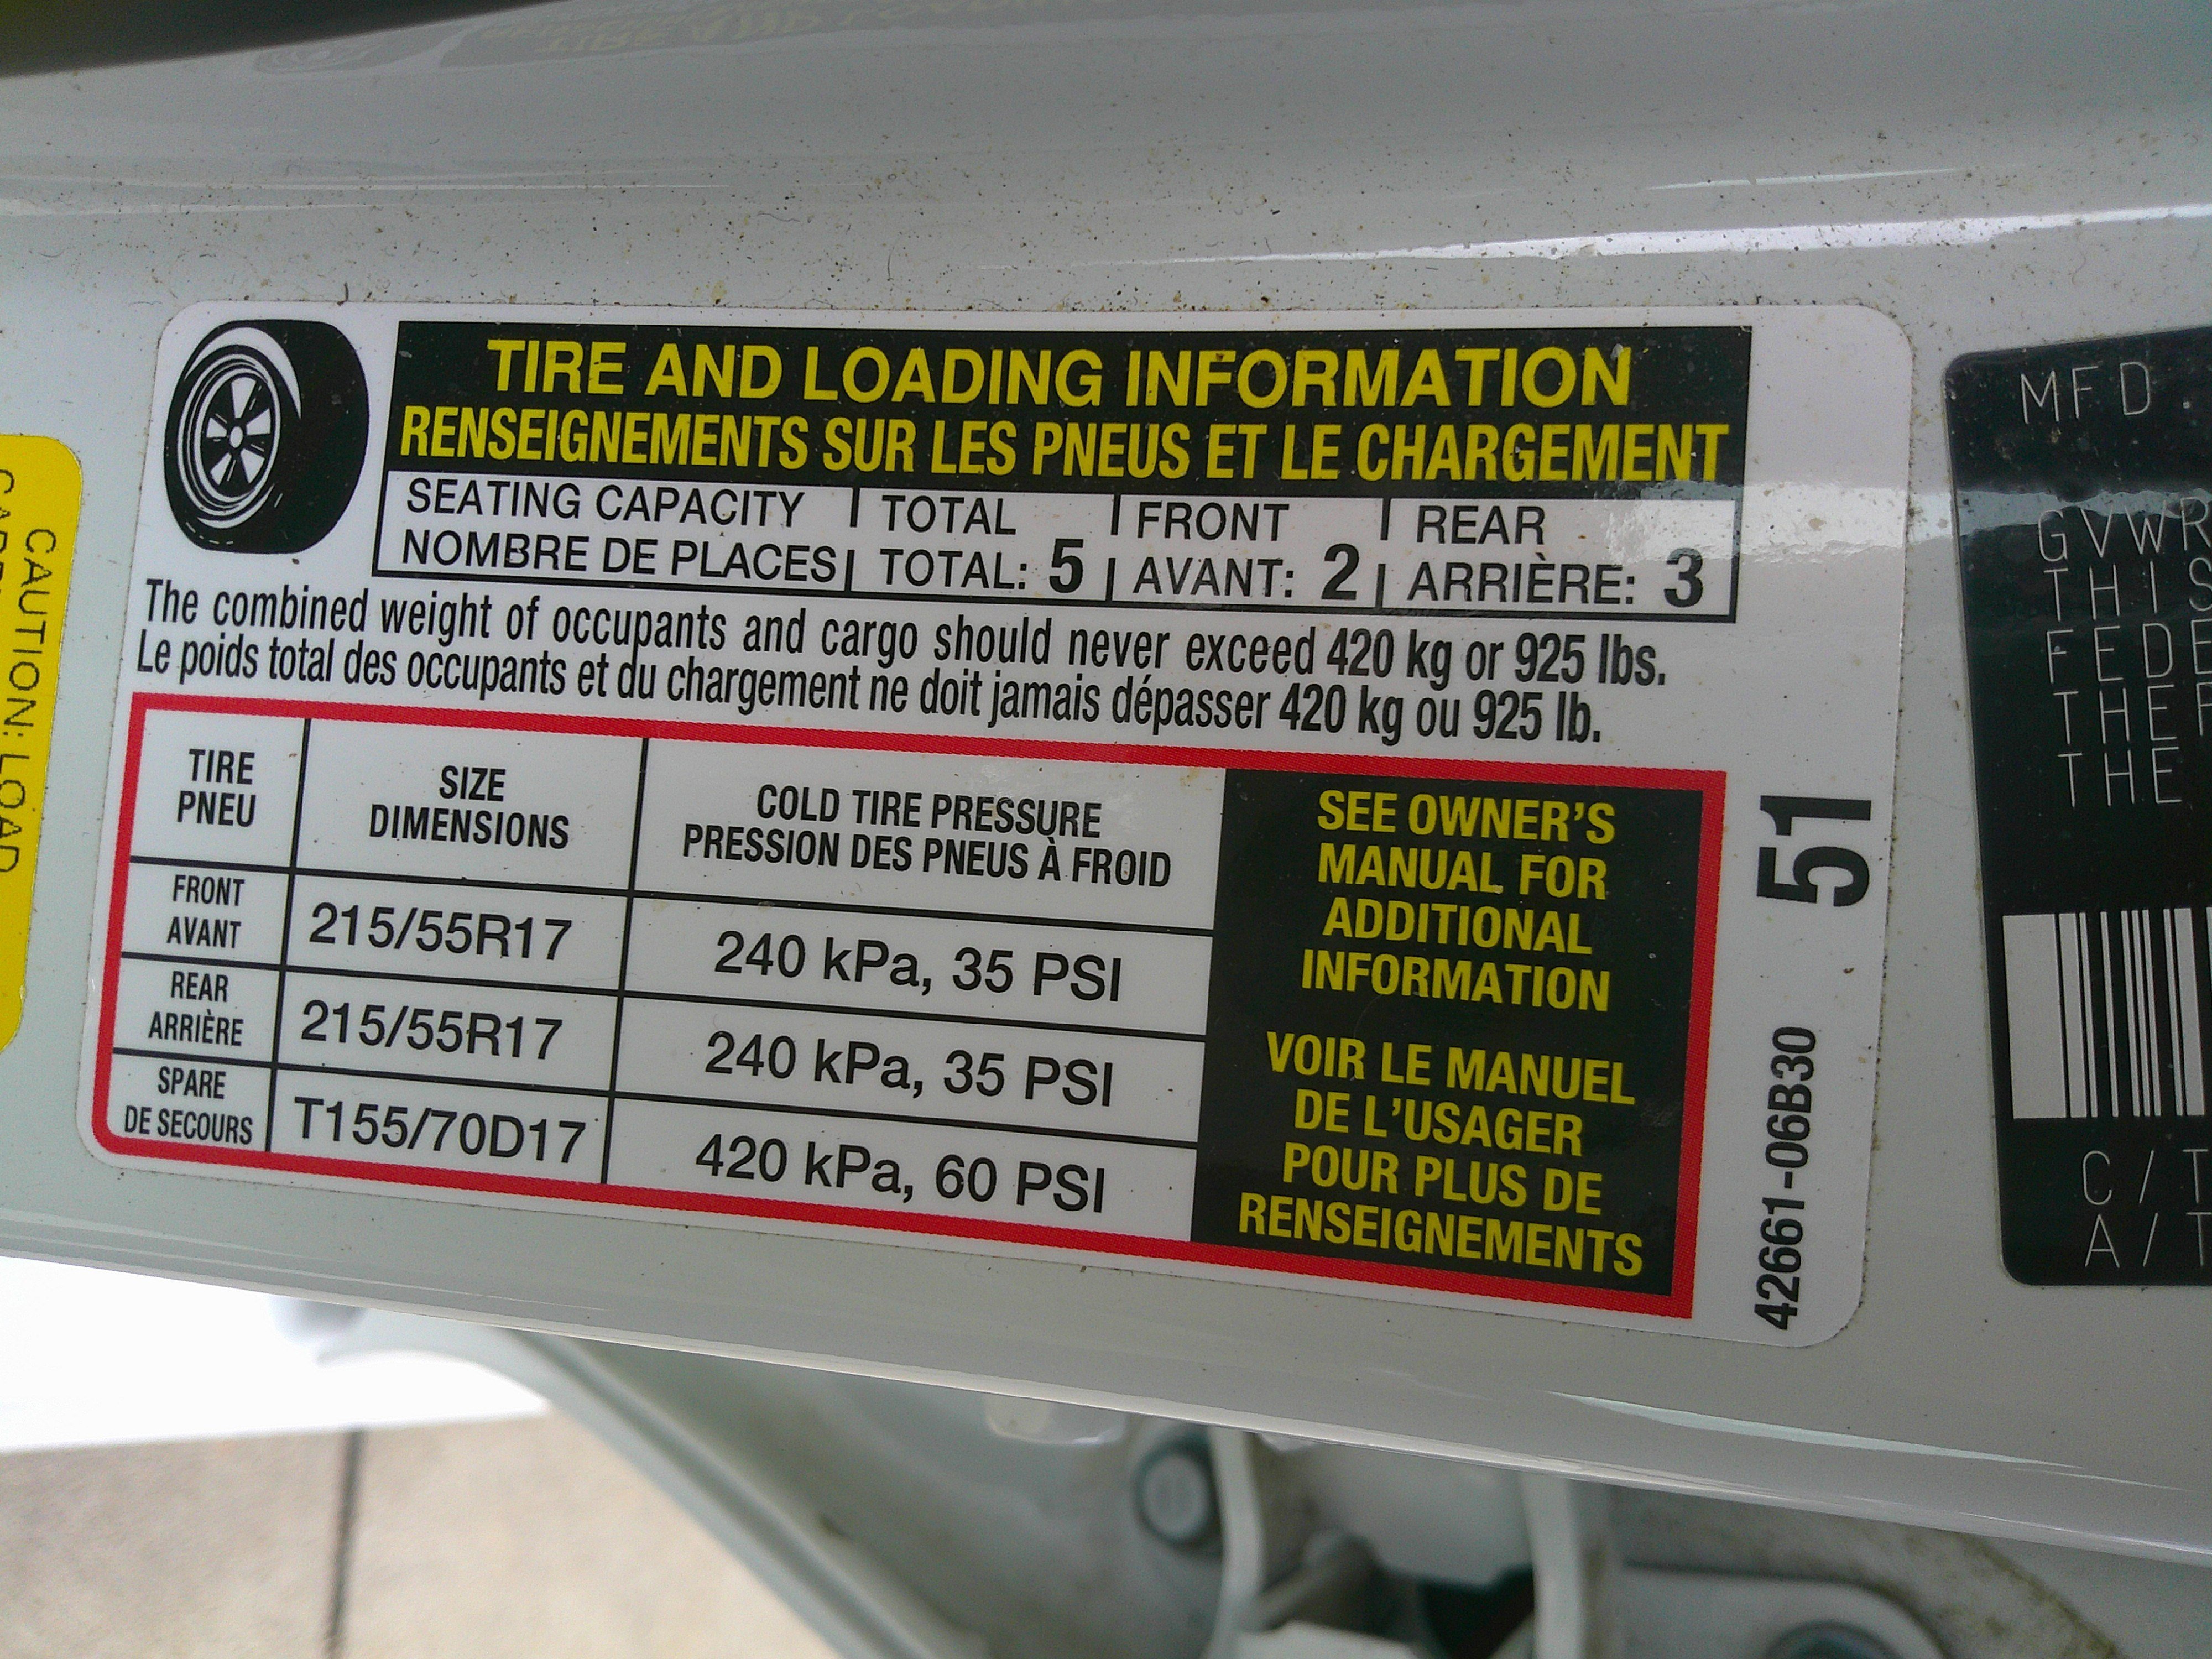 TIRE AND LOADING INFORMATION
RENSEIGNEMENTS SUR LES PNEUS ET LE CHARGEMENT
SEATING CAPACITY | TOTAL | FRONT | REAR
NOMBRE DE PLACES | TOTAL: 5 | AVANT: 2 | ARRIÈRE: 3
The combined weight of occupants and cargo should never exceed 420 kg or 925 lbs.
Le poids total des occupants et du chargement ne doit jamais dépasser 420 kg ou 925 lb.
TIRE
PNEU
SIZE
DIMENSIONS
COLD TIRE PRESSURE
PRESSION DES PNEUS À FROID
FRONT
AVANT
215/55R17
240 kPa, 35 PSI
REAR
ARRIÈRE
215/55R17
240 kPa, 35 PSI
SPARE
DE SECOURS
T155/70D17
420 kPa, 60 PSI
SEE OWNER'S
MANUAL FOR
ADDITIONAL
INFORMATION
VOIR LE MANUEL
DE L'USAGER
POUR PLUS DE
RENSEIGNEMENTS
51
42661-06B30
CAUTION: LOAD
MFD.
GVWR
THIS
FEDE
THE
THE
C/T
A/T